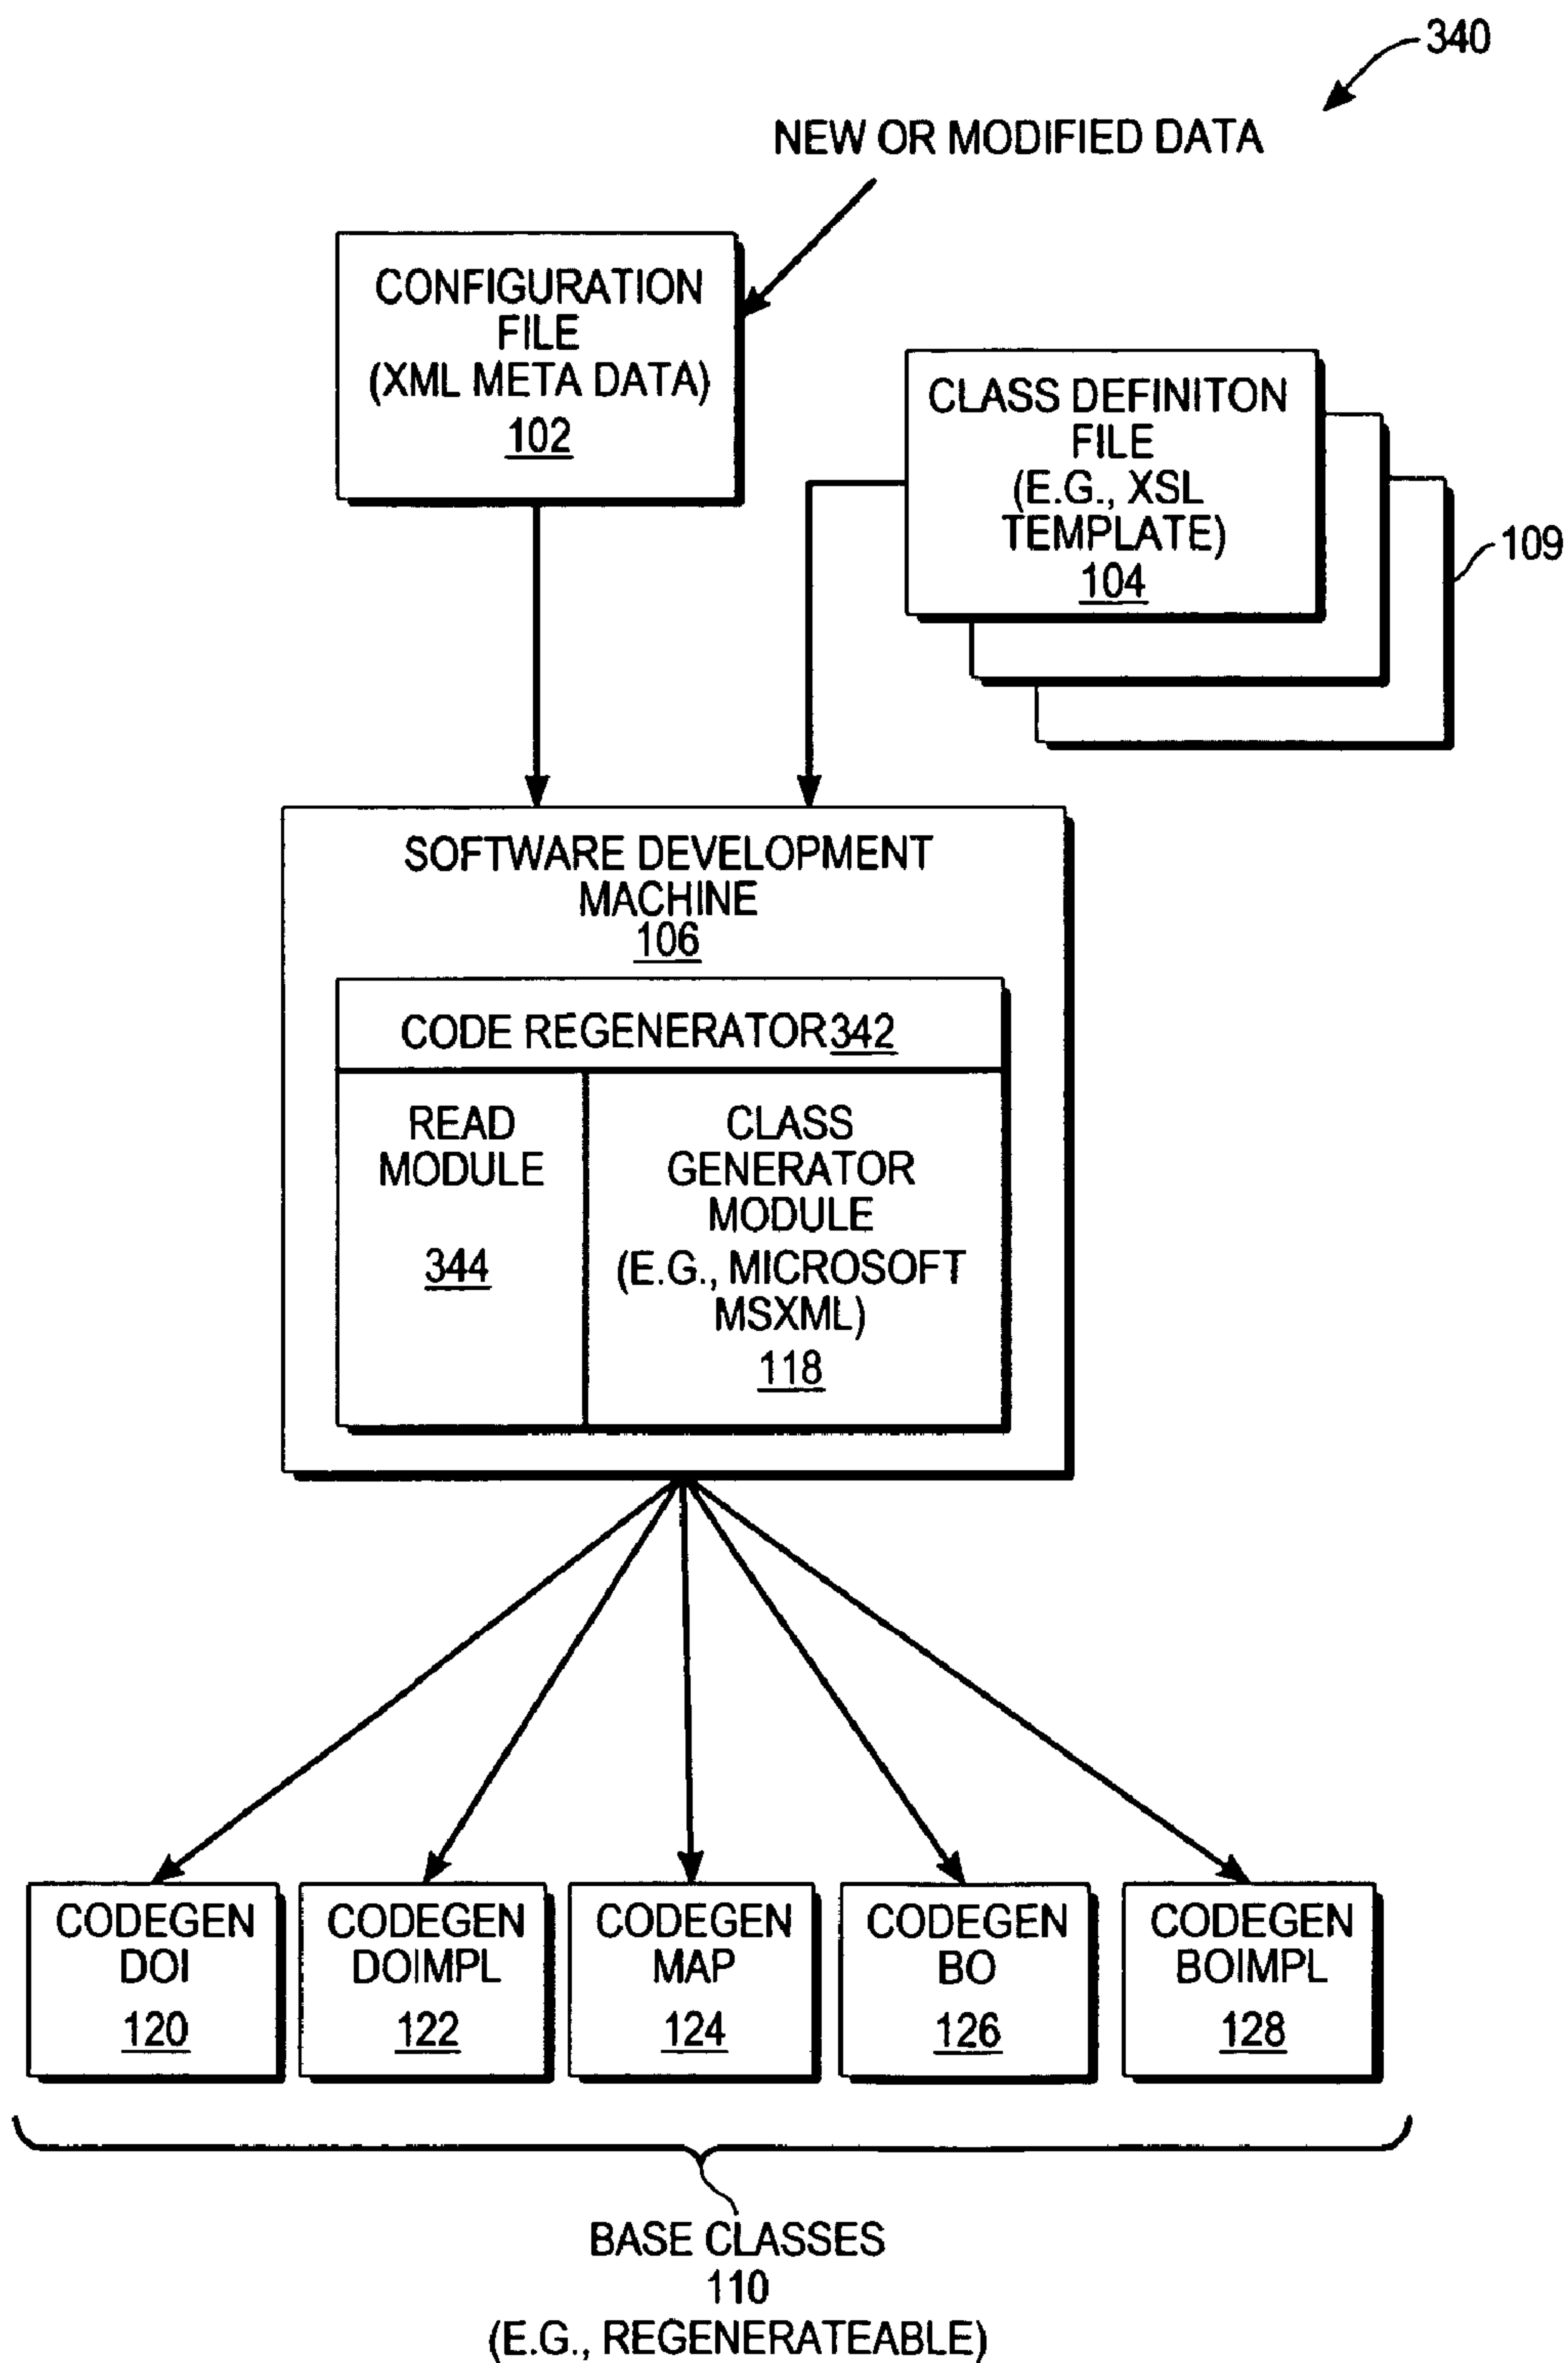 340
NEW OR MODIFIED DATA
CONFIGURATION
FILE
(XML META DATA)
102
CLASS DEFINITON
FILE
(E.G., XSL
TEMPLATE)
104
109
SOFTWARE DEVELOPMENT
MACHINE
106
CODE REGENERATOR 342
READ
MODULE
344
CLASS
GENERATOR
MODULE
(E.G., MICROSOFT
MSXML)
118
CODEGEN
DOI
120
CODEGEN
DOIMPL
122
CODEGEN
MAP
124
CODEGEN
BO
126
CODEGEN
BOIMPL
128
BASE CLASSES
110
(E.G., REGENERATEABLE)